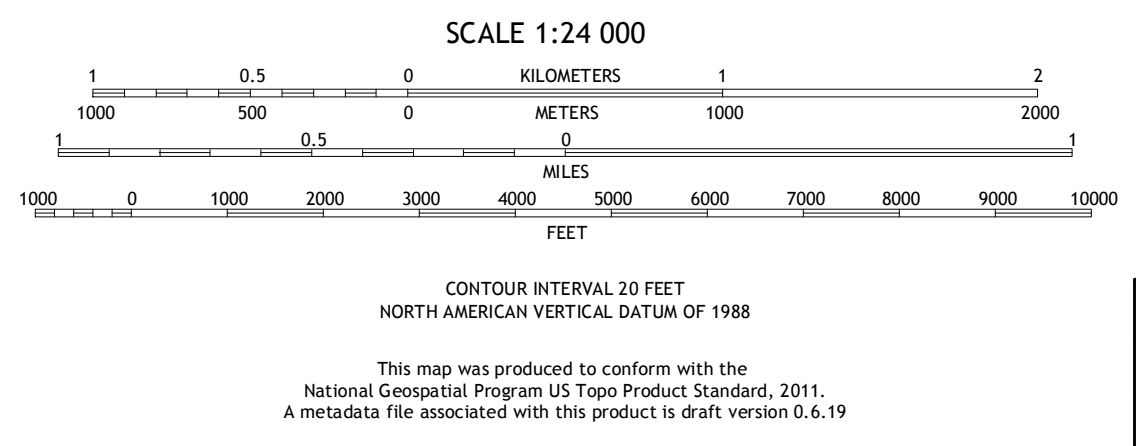 SCALE 1:24 000
1 0.5 0 KILOMETERS 1 2
1000 500 0 METERS 1000 2000
1 0.5 0 1
MILES
1000 0 1000 2000 3000 4000 5000 6000 7000 8000 9000 10000
FEET
CONTOUR INTERVAL 20 FEET
NORTH AMERICAN VERTICAL DATUM OF 1988
This map was produced to conform with the
National Geospatial Program US Topo Product Standard, 2011.
A metadata file associated with this product is draft version 0.6.19